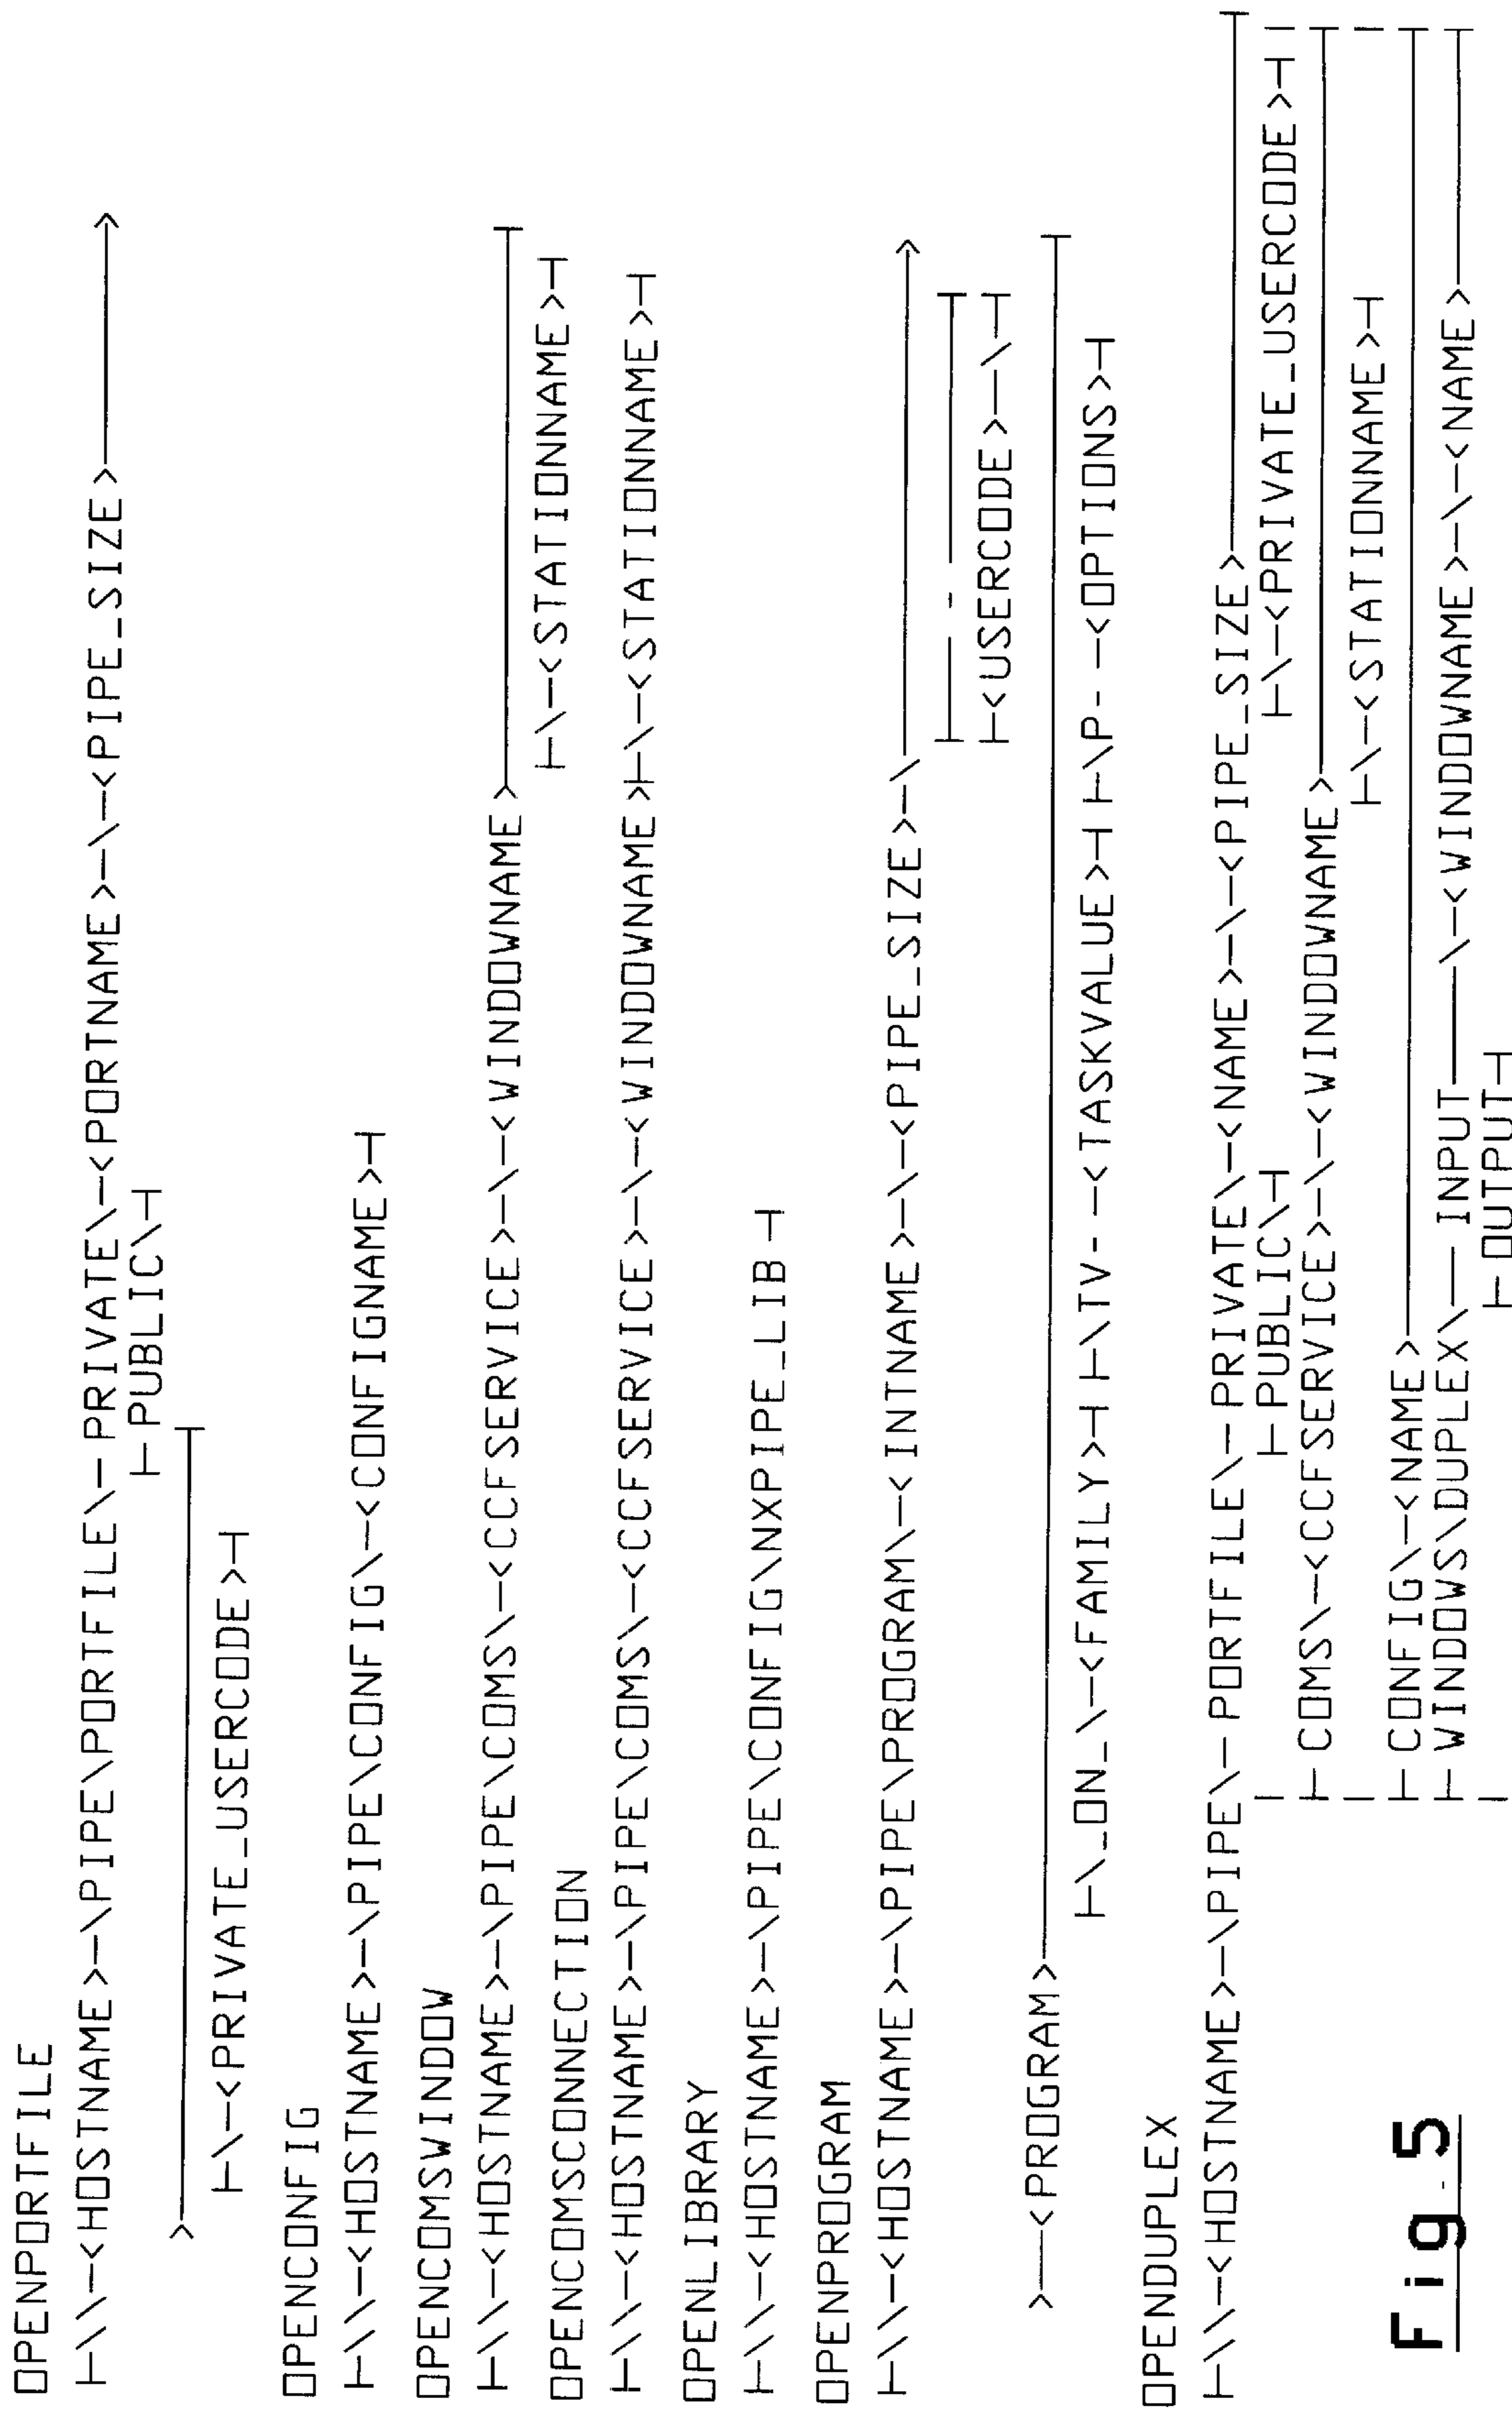 OPENPORTFILE
├\\—<HOSTNAME>—\PIPE\PORTFILE\—PRIVATE\—<PORTNAME>—\—<PIPE_SIZE>———>
├ PUBLIC\┤
>———┤
├\—<PRIVATE_USERCODE>┤
OPENCONFIG
├\\—<HOSTNAME>—\PIPE\CONFIG\—<CONFIGNAME>┤
OPENCOMSWINDOW
├\\—<HOSTNAME>—\PIPE\COMS\—<CCFSERVICE>—\—<WINDOWNAME>———┤
├\—<STATIONNAME>┤
OPENCOMSCONNECTION
├\\—<HOSTNAME>—\PIPE\COMS\—<CCFSERVICE>—\—<WINDOWNAME>├\—<STATIONNAME>┤
OPENLIBRARY
├\\—<HOSTNAME>—\PIPE\CONFIG\NXPIPE_LIB ┤
OPENPROGRAM
├\\—<HOSTNAME>—\PIPE\PROGRAM\—<INTNAME>—\—<PIPE_SIZE>—\———>
├——— - ———┤
├<USERCODE>—\—┤
>—<PROGRAM>———┤
├\_ON_\—<FAMILY>┤ ├\TV- —<TASKVALUE>┤ ├\P- —<OPTIONS>┤
OPENDUPLEX
├\\—<HOSTNAME>—\PIPE\— PORTFILE\—PRIVATE\—<NAME>—\—<PIPE_SIZE>———┤
├ PUBLIC\┤ ├\—<PRIVATE_USERCODE>┤
├ COMS\—<CCFSERVICE>—\—<WINDOWNAME>———┤
├\—<STATIONNAME>┤
├ CONFIG\—<NAME>———┤
├ WINDOWS\DUPLEX\— INPUT———\—<WINDOWNAME>—\—<NAME>———┤
├ OUTPUT┤
Fig.5